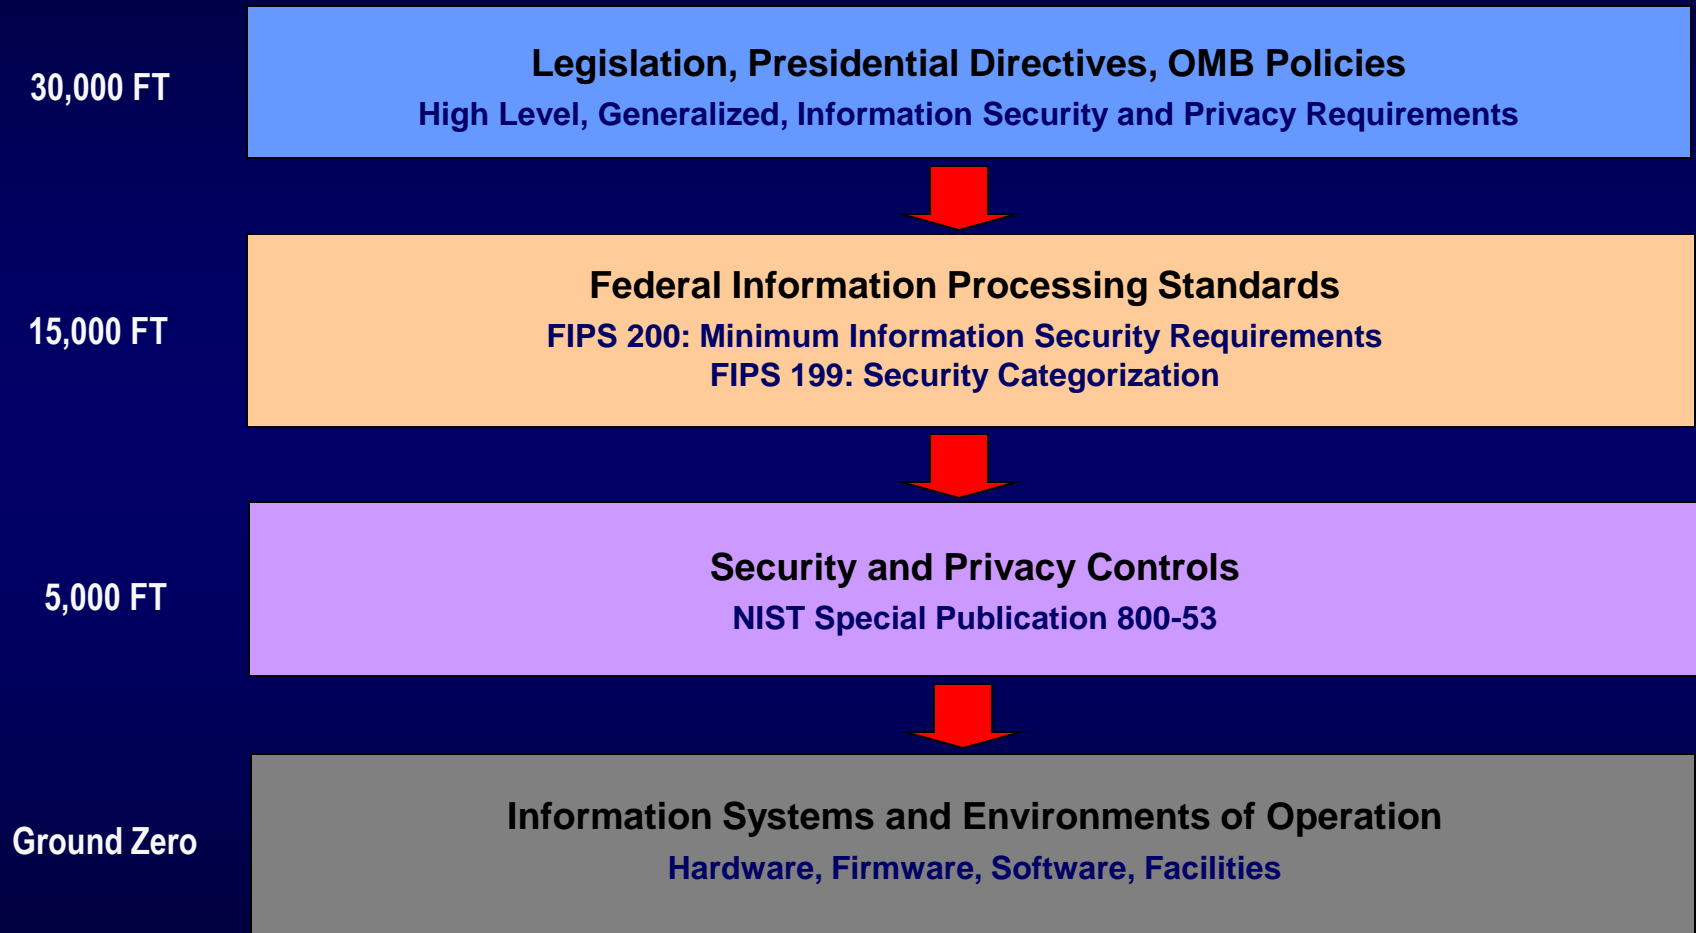 30,000 FT
Legislation, Presidential Directives, OMB Policies
High Level, Generalized, Information Security and Privacy Requirements
15,000 FT
Federal Information Processing Standards
FIPS 200: Minimum Information Security Requirements
FIPS 199: Security Categorization
5,000 FT
Security and Privacy Controls
NIST Special Publication 800-53
Ground Zero
Information Systems and Environments of Operation
Hardware, Firmware, Software, Facilities